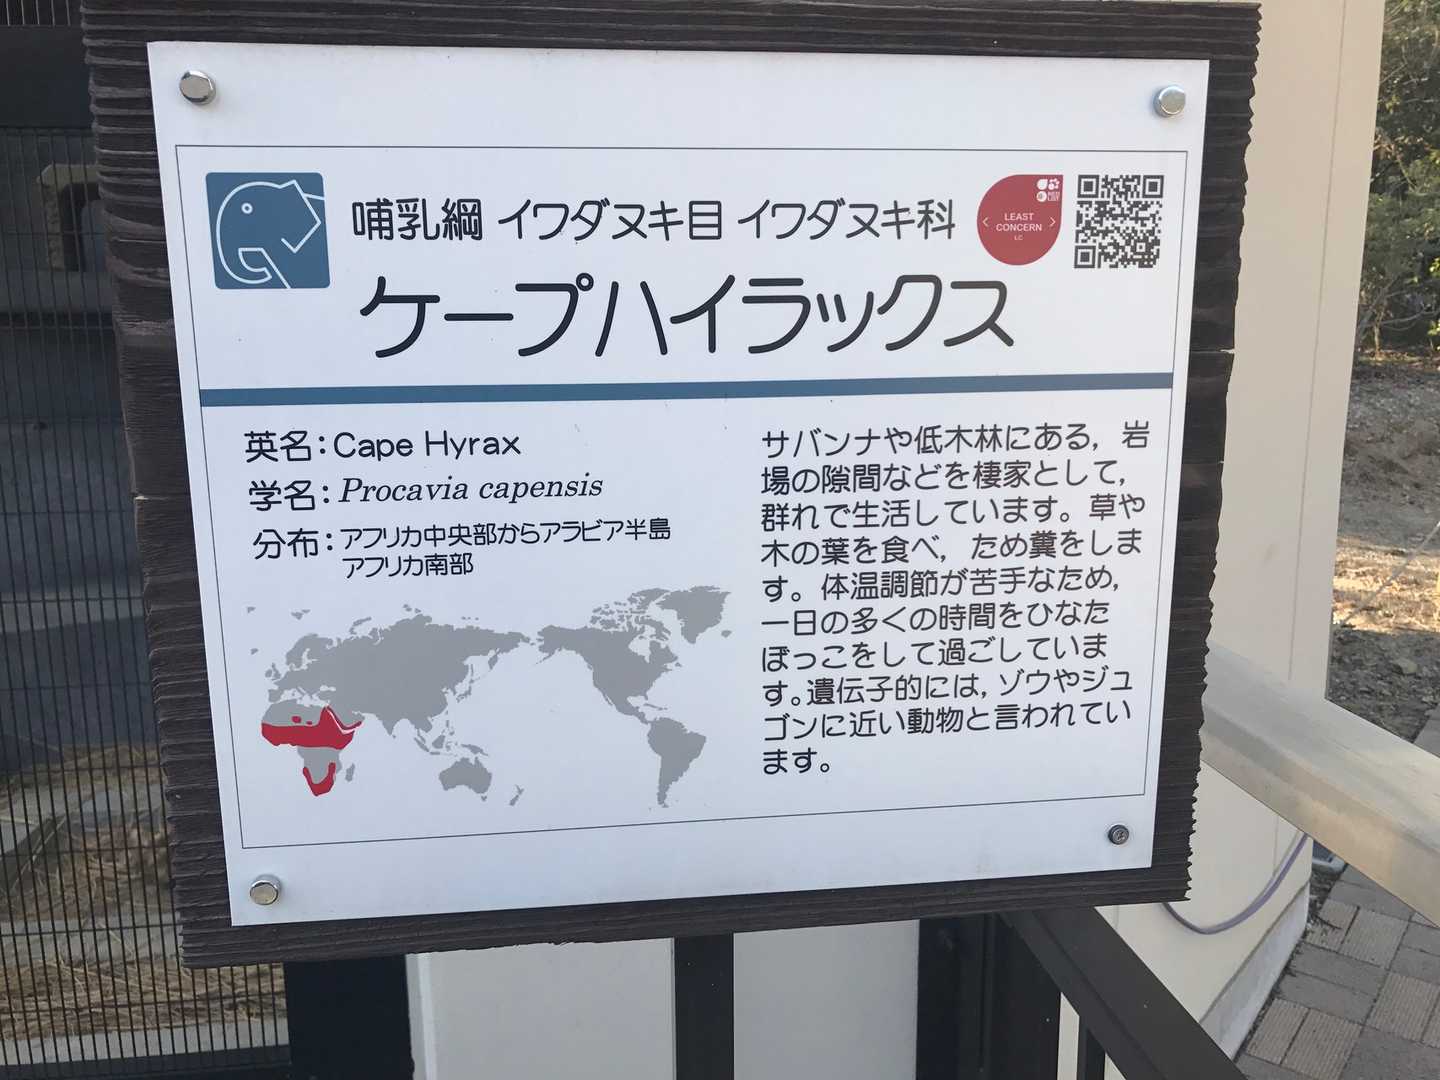 哺乳綱 イワダヌキ目 イワダヌキ科
RED LIST
LEAST
CONCERN
LC
ケープハイラックス
英名：Cape Hyrax
学名：Procavia capensis
分布：アフリカ中央部からアラビア半島
アフリカ南部
サバンナや低木林にある，岩
場の隙間などを棲家として，
群れで生活しています。草や
木の葉を食べ，ため糞をしま
す。体温調節が苦手なため，
一日の多くの時間をひなた
ぼっこをして過ごしていま
す。遺伝子的には，ゾウやジュ
ゴンに近い動物と言われてい
ます。